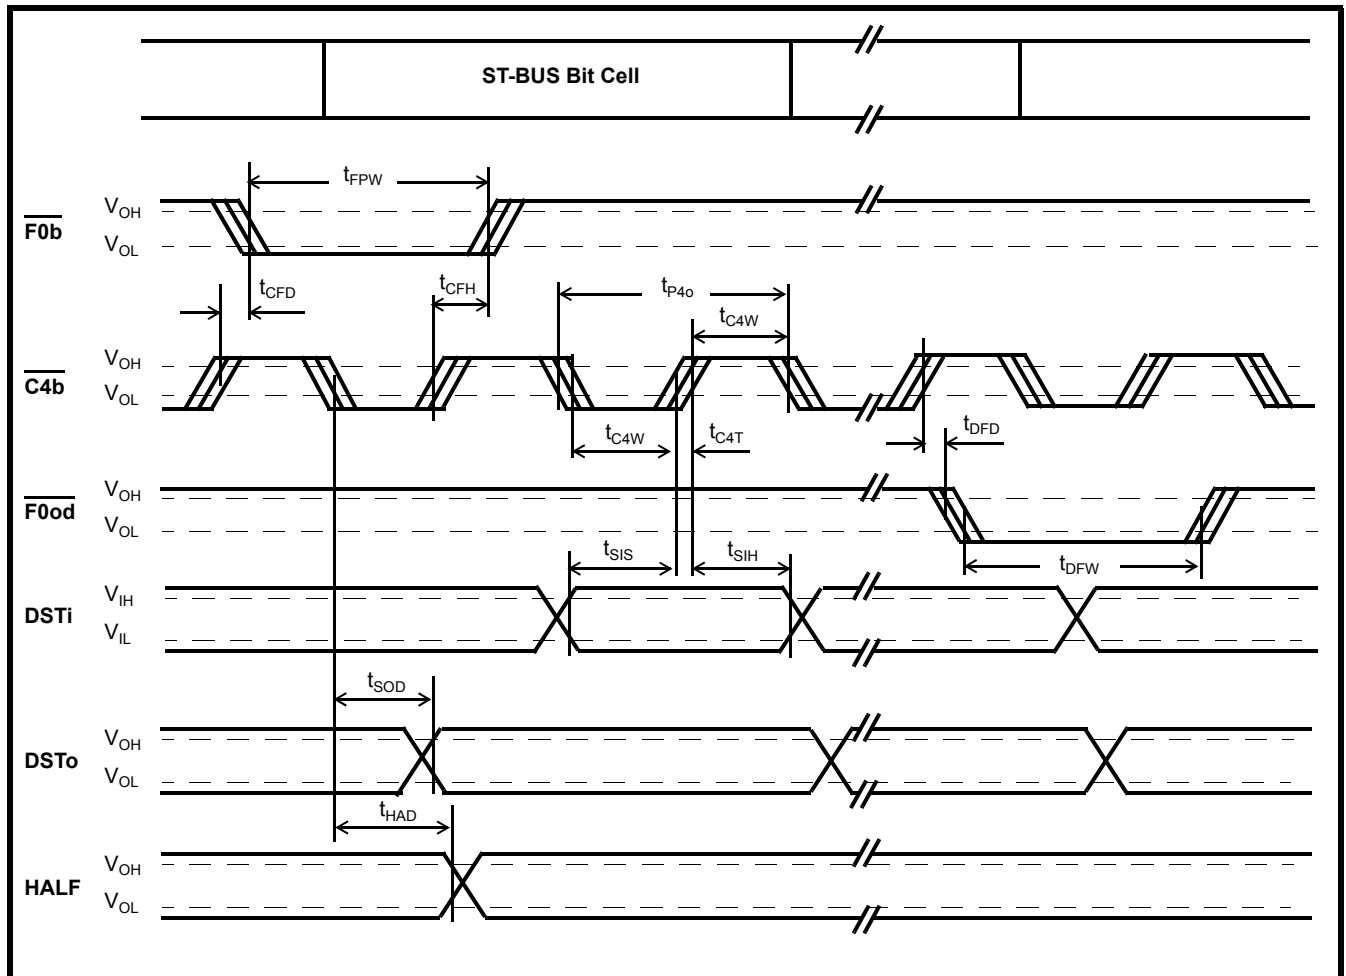 ST-BUS Bit Cell
tFPW
F0b
VOH
VOL
tCFD
tCFH
tP4o
tC4W
C4b
VOH
VOL
tC4W
tC4T
tDFD
F0od
VOH
VOL
tSIS
tSIH
tDFW
DSTi
VIH
VIL
tSOD
DSTo
VOH
VOL
tHAD
HALF
VOH
VOL